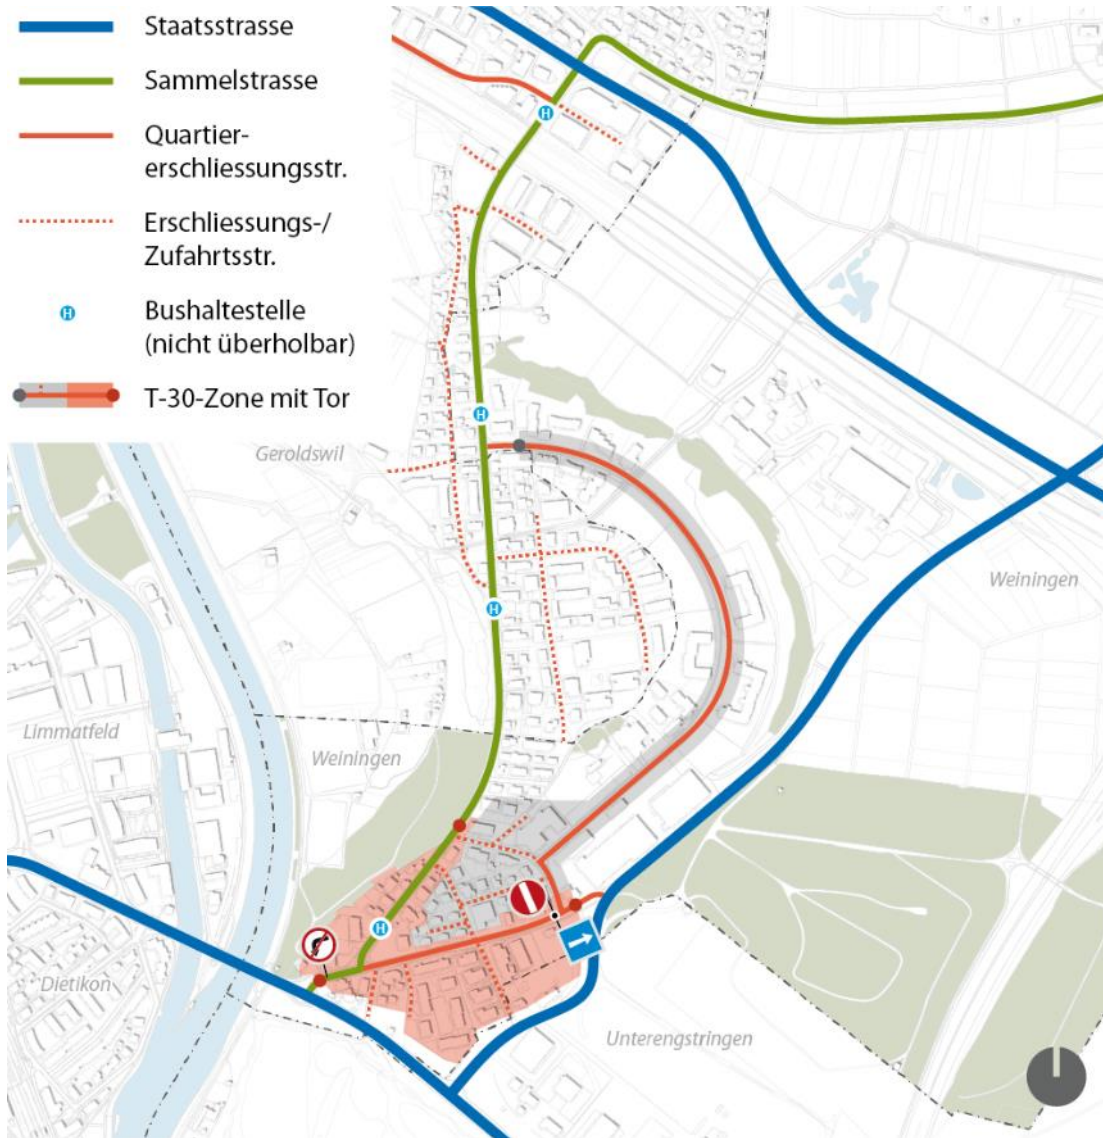 Staatsstrasse
Sammelstrasse
Quartier-
erschliessungsstr.
Erschliessungs-/
Zufahrtsstr.
H
Bushaltestelle
(nicht überholbar)
T-30-Zone mit Tor
H
H
Geroldswil
Weiningen
H
Limmatfeld
Weiningen
H
Dietikon
Unterengstringen